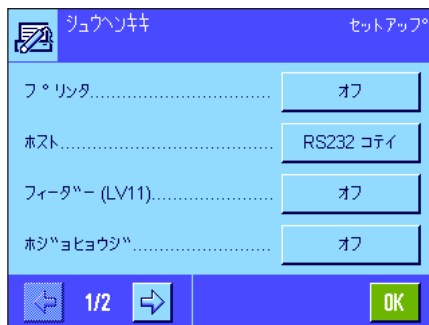 シュウヘンキキ セットアップ
プリンタ.................................. オフ
ホスト....................................... RS232 コテイ
フィーダー (LV11)...................... オフ
ホジョヒョウジ......................... オフ
1/2 OK